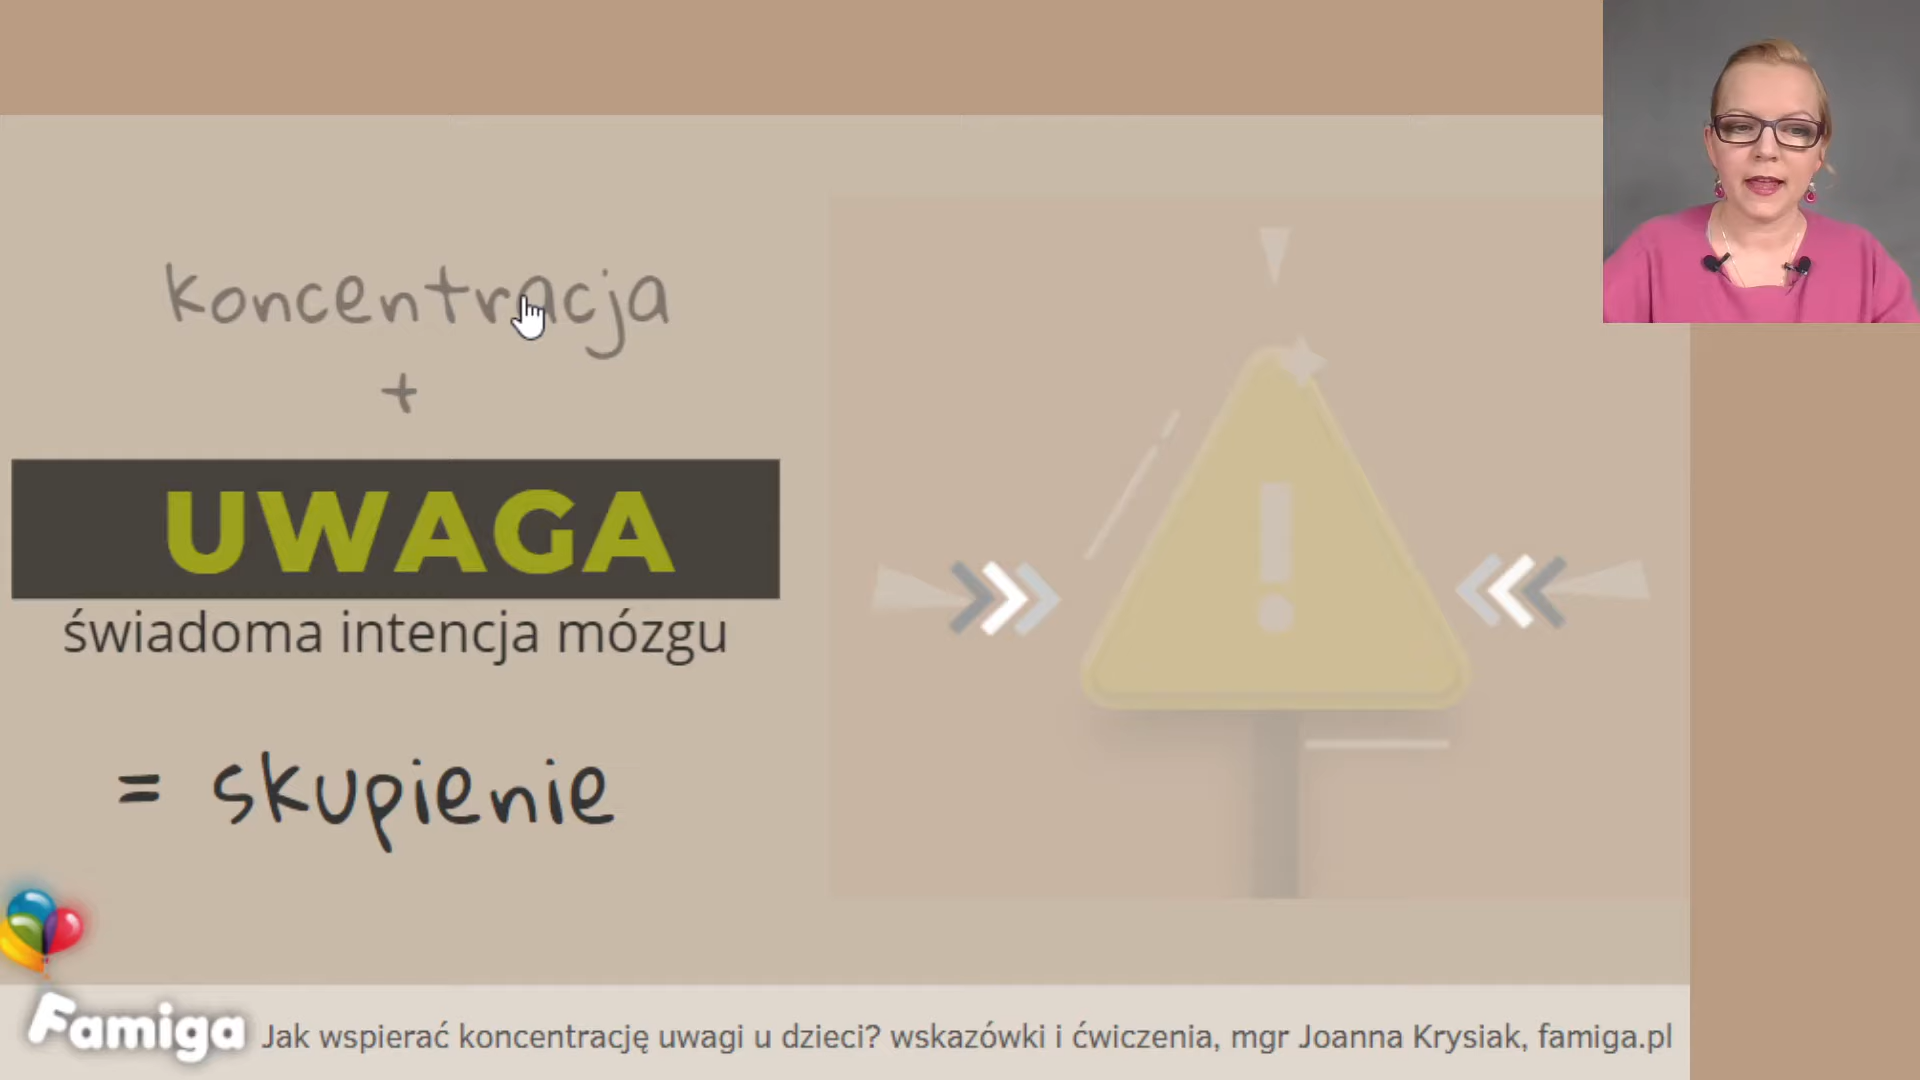 koncentracja
+
UWAGA
świadoma intencja mózgu
= skupienie
!
Famiga
Jak wspierać koncentrację uwagi u dzieci? wskazówki i ćwiczenia, mgr Joanna Krysiak, famiga.pl